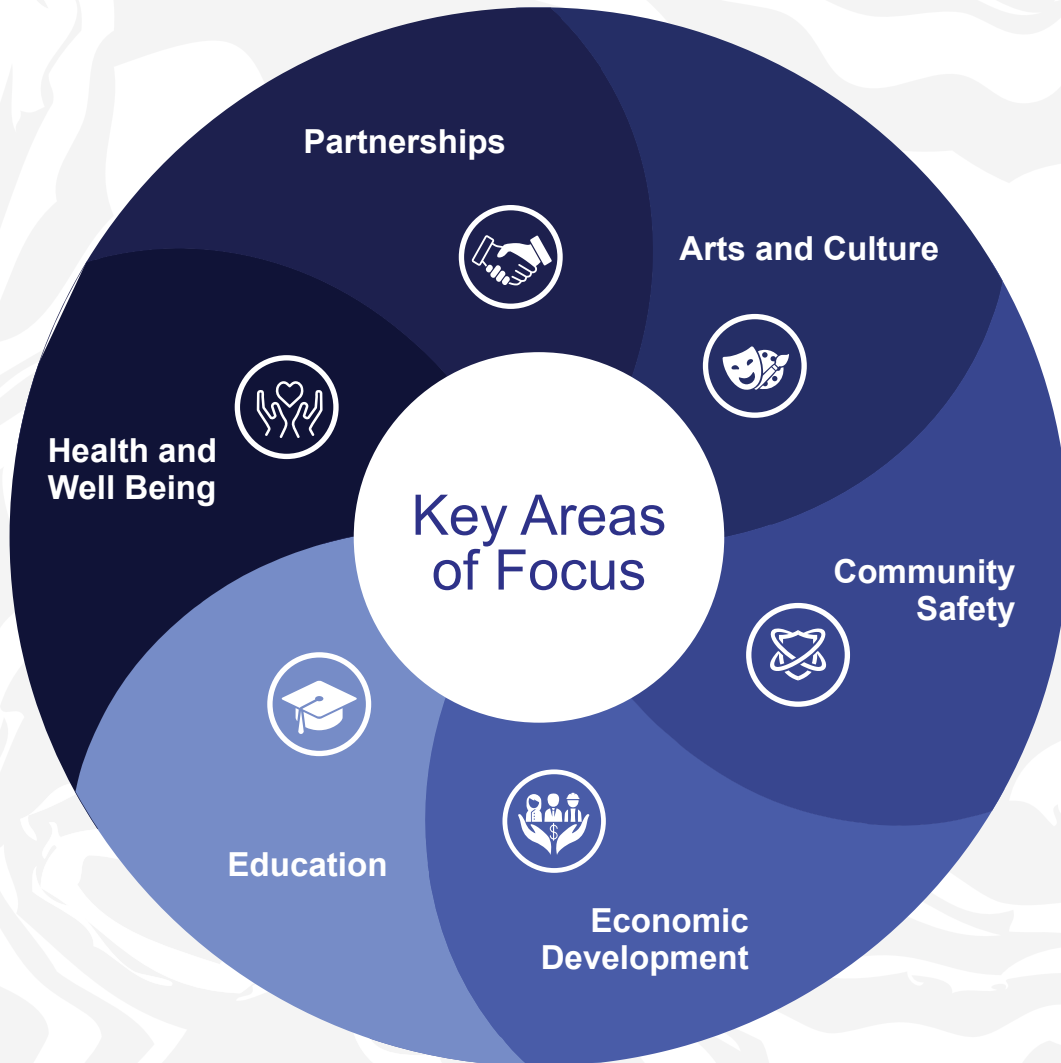 Partnerships
Arts and Culture
Health and
Well Being
Key Areas
of Focus
Community
Safety
$
Education
Economic
Development